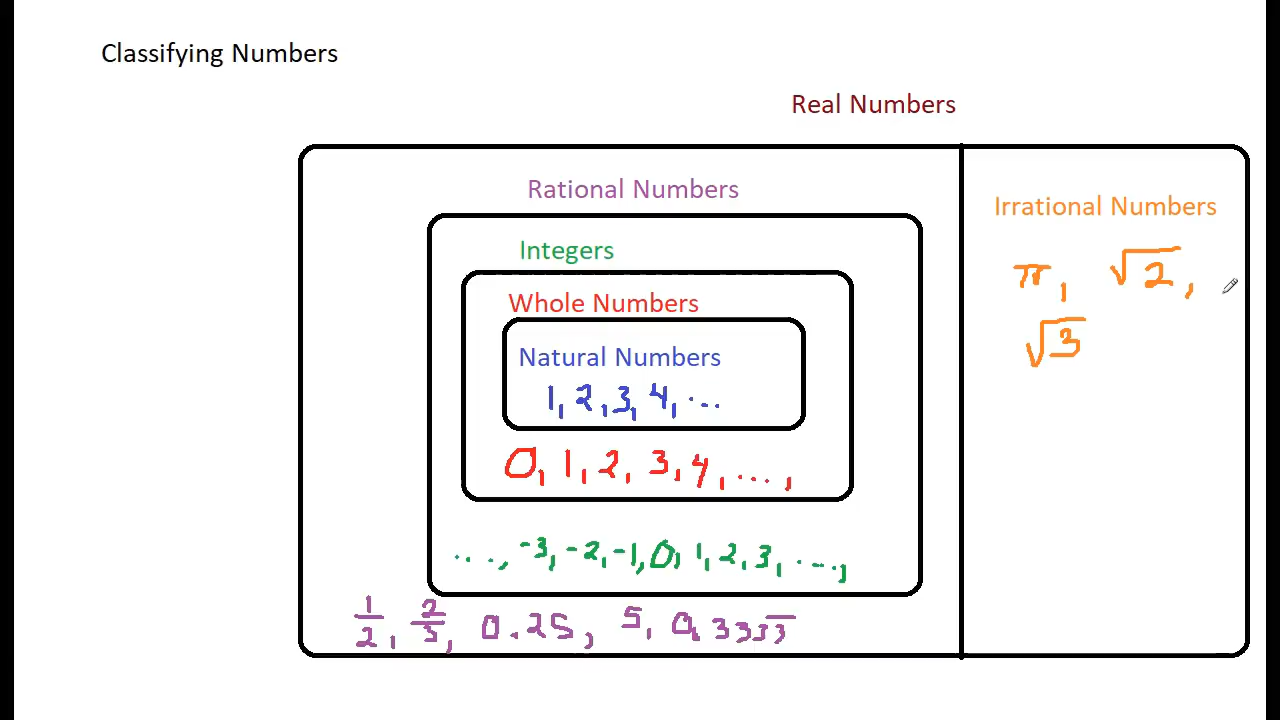 Classifying Numbers
Real Numbers
Rational Numbers
Irrational Numbers
Integers
π, √2,
√3
Whole Numbers
Natural Numbers
1, 2, 3, 4, ...
0, 1, 2, 3, 4, ...,
..., -3, -2, -1, 0, 1, 2, 3, ...,
1/2, 2/3, 0.25, 5, 0.3333̅